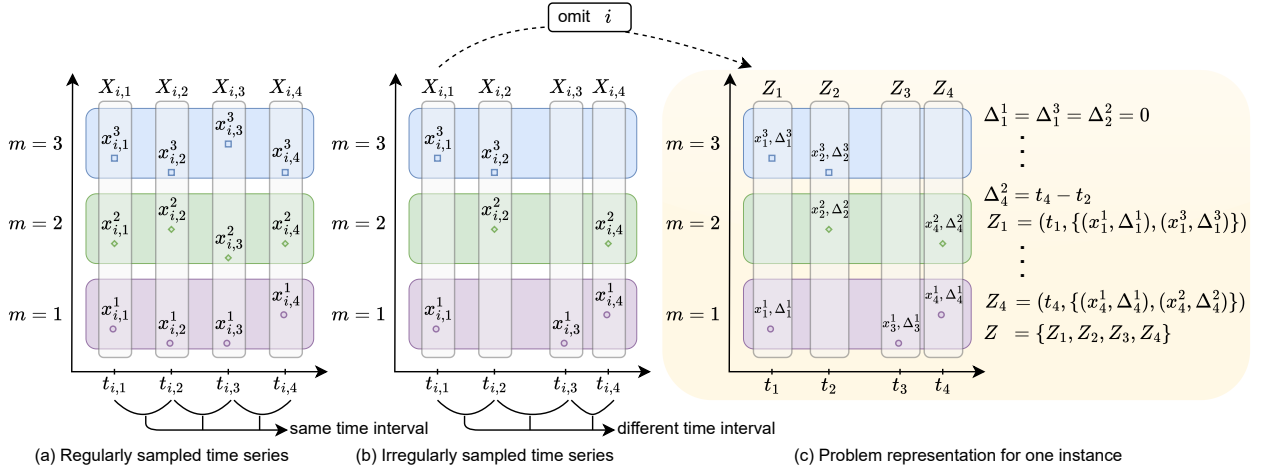 omit i
X_{i,1} X_{i,2} X_{i,3} X_{i,4}
m = 3
x^3_{i,1} x^3_{i,2} x^3_{i,3} x^3_{i,4}
m = 2
x^2_{i,1} x^2_{i,2} x^2_{i,3} x^2_{i,4}
m = 1
x^1_{i,1} x^1_{i,2} x^1_{i,3} x^1_{i,4}
t_{i,1} t_{i,2} t_{i,3} t_{i,4}
same time interval
(a) Regularly sampled time series
X_{i,1} X_{i,2} X_{i,3} X_{i,4}
m = 3
x^3_{i,1} x^3_{i,2}
m = 2
x^2_{i,2} x^2_{i,4}
m = 1
x^1_{i,1} x^1_{i,3} x^1_{i,4}
t_{i,1} t_{i,2} t_{i,3} t_{i,4}
different time interval
(b) Irregularly sampled time series
Z_1 Z_2 Z_3 Z_4
m = 3
x^3_1, Δ^3_1 x^3_2, Δ^3_2
m = 2
x^2_2, Δ^2_2 x^2_4, Δ^2_4
m = 1
x^1_1, Δ^1_1 x^1_3, Δ^1_3 x^1_4, Δ^1_4
t_1 t_2 t_3 t_4
Δ^1_1 = Δ^3_1 = Δ^2_2 = 0
⋮
Δ^2_4 = t_4 − t_2
Z_1 = (t_1, {(x^1_1, Δ^1_1), (x^3_1, Δ^3_1)})
⋮
Z_4 = (t_4, {(x^1_4, Δ^1_4), (x^2_4, Δ^2_4)})
Z = {Z_1, Z_2, Z_3, Z_4}
(c) Problem representation for one instance